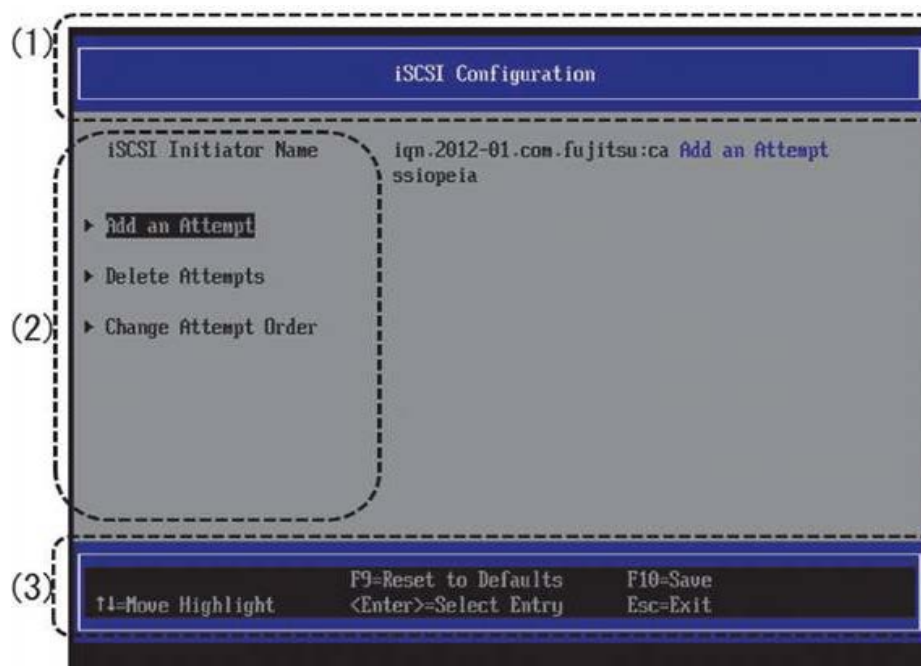 (1)
iSCSI Configuration
iSCSI Initiator Name iqn.2012-01.com.fujitsu:ca Add an Attempt
ssiopeia
▶ Add an Attempt
▶ Delete Attempts
(2) ▶ Change Attempt Order
(3)
F9=Reset to Defaults F10=Save
↑↓=Move Highlight <Enter>=Select Entry Esc=Exit